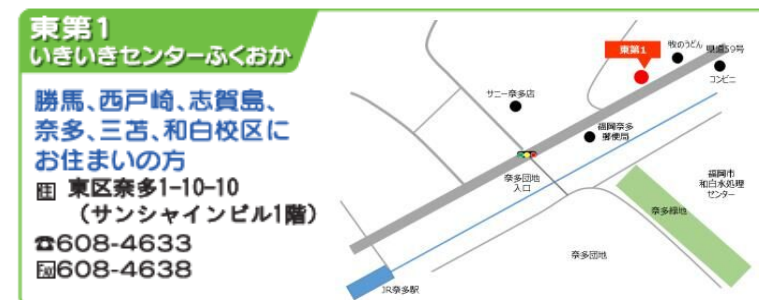 東第1
いきいきセンターふくおか
勝馬、西戸崎、志賀島、
奈多、三苫、和白校区に
お住まいの方
住 東区奈多1-10-10
（サンシャインビル1階）
☎608-4633
FAX608-4638
東第1
牧のうどん
県道59号
コンビニ
サニー奈多店
福岡奈多
郵便局
奈多団地
入口
福岡市
和白水処理
センター
奈多緑地
奈多団地
JR奈多駅